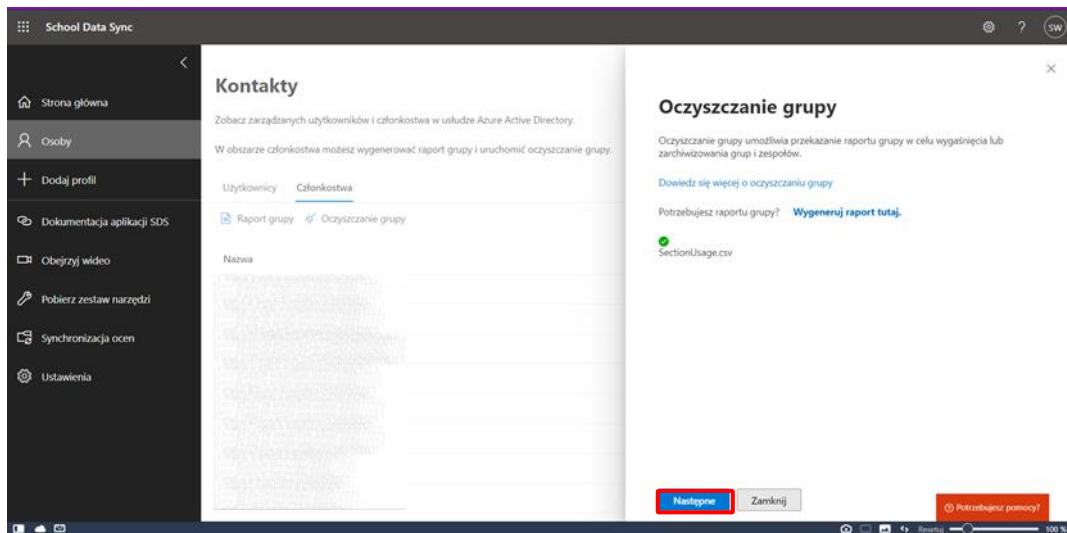 School Data Sync
?
SW
Strona główna
Osoby
Dodaj profil
Dokumentacja aplikacji SDS
Obejrzyj wideo
Pobierz zestaw narzędzi
Synchronizacja ocen
Ustawienia
Kontakty
Zobacz zarządzanych użytkowników i członkostwa w usłudze Azure Active Directory.
W obszarze członkostwa możesz wygenerować raport grupy i uruchomić oczyszczanie grupy.
Użytkownicy Członkostwa
Raport grupy Oczyszczanie grupy
Nazwa
Oczyszczanie grupy
Oczyszczanie grupy umożliwia przekazanie raportu grupy w celu wygaśnięcia lub
zarchiwizowania grup i zespołów.
Dowiedz się więcej o oczyszczaniu grupy
Potrzebujesz raportu grupy? Wygeneruj raport tutaj.
SectionUsage.csv
Następne Zamknij
Potrzebujesz pomocy?
Resetuj 100 %